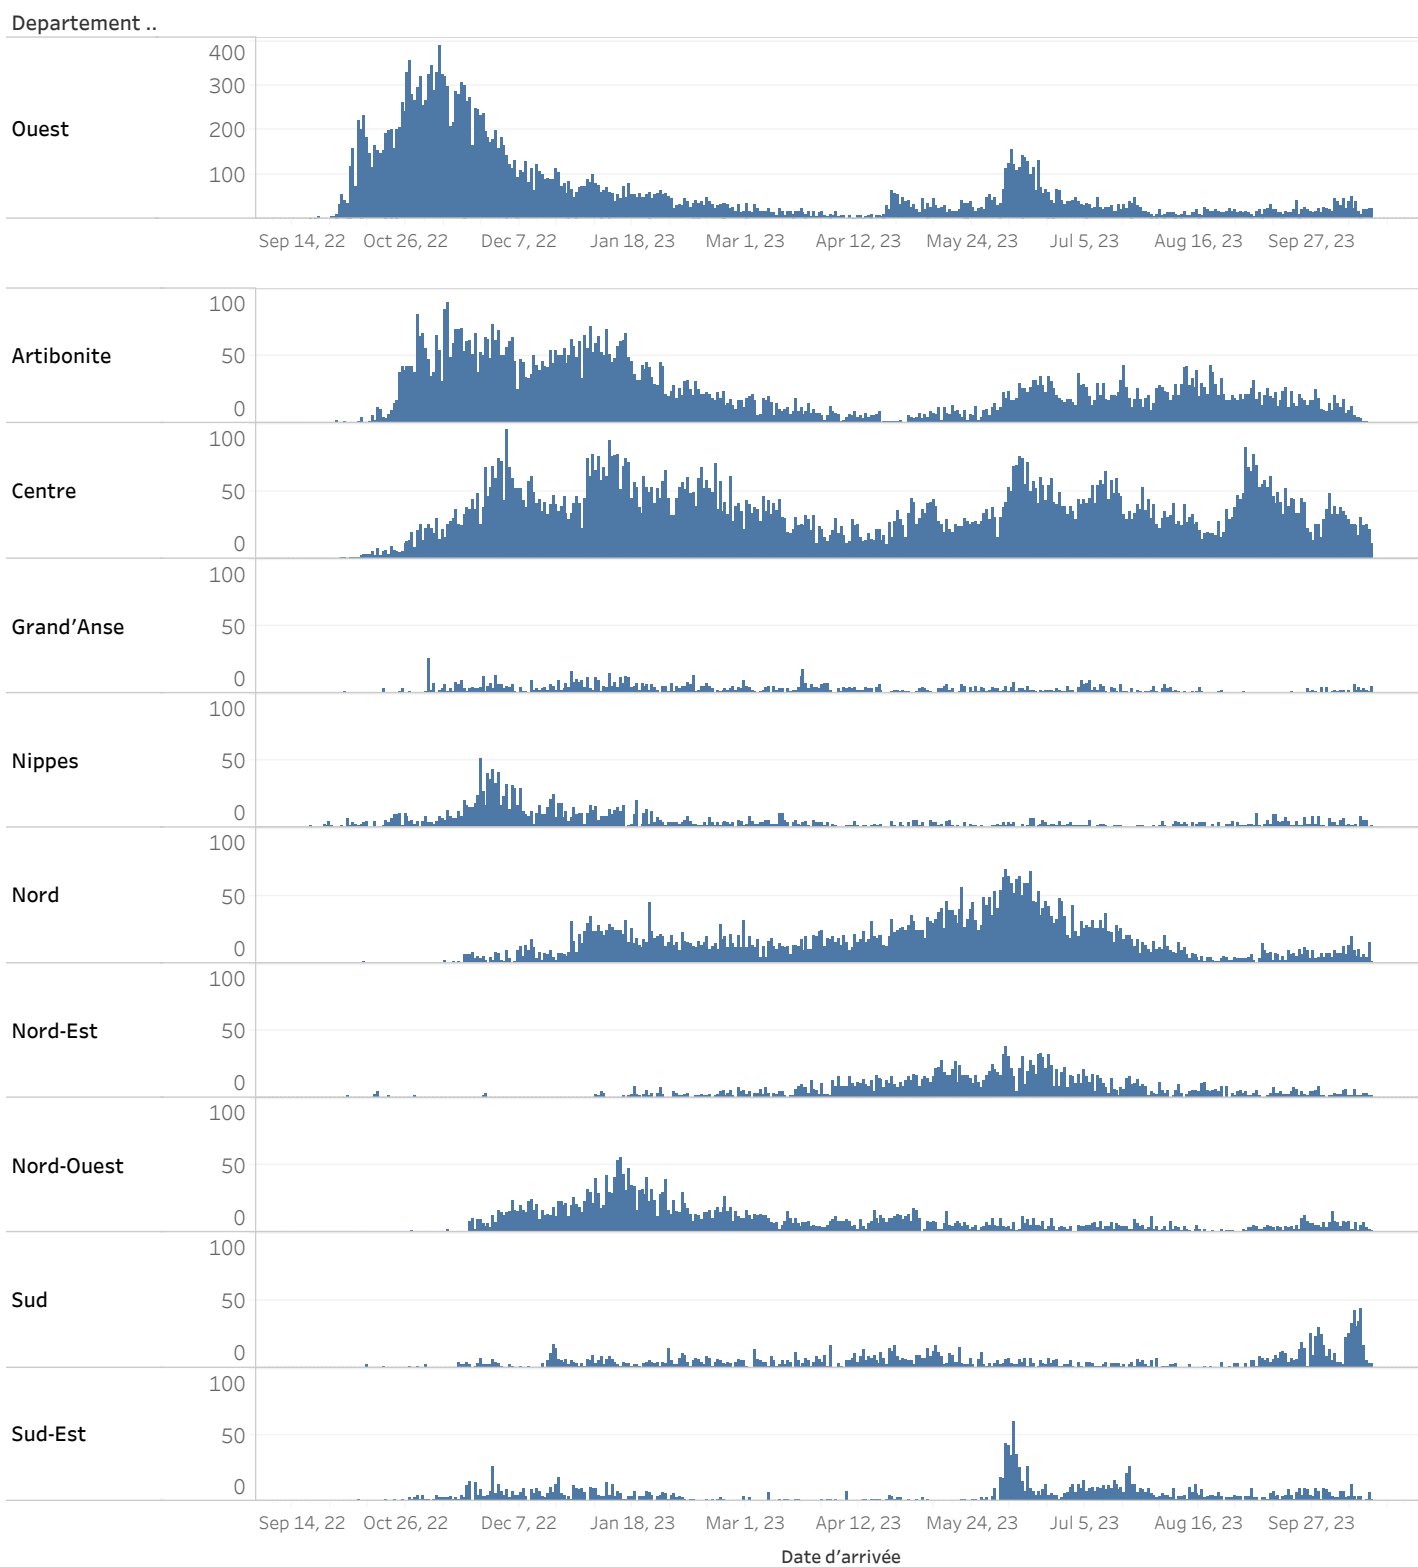 Departement ..
Ouest
400
300
200
100
Sep 14, 22 Oct 26, 22 Dec 7, 22 Jan 18, 23 Mar 1, 23 Apr 12, 23 May 24, 23 Jul 5, 23 Aug 16, 23 Sep 27, 23
Artibonite
100
50
0
Centre
100
50
0
Grand'Anse
100
50
0
Nippes
100
50
0
Nord
100
50
0
Nord-Est
100
50
0
Nord-Ouest
100
50
0
Sud
100
50
0
Sud-Est
100
50
0
Sep 14, 22 Oct 26, 22 Dec 7, 22 Jan 18, 23 Mar 1, 23 Apr 12, 23 May 24, 23 Jul 5, 23 Aug 16, 23 Sep 27, 23
Date d'arrivée